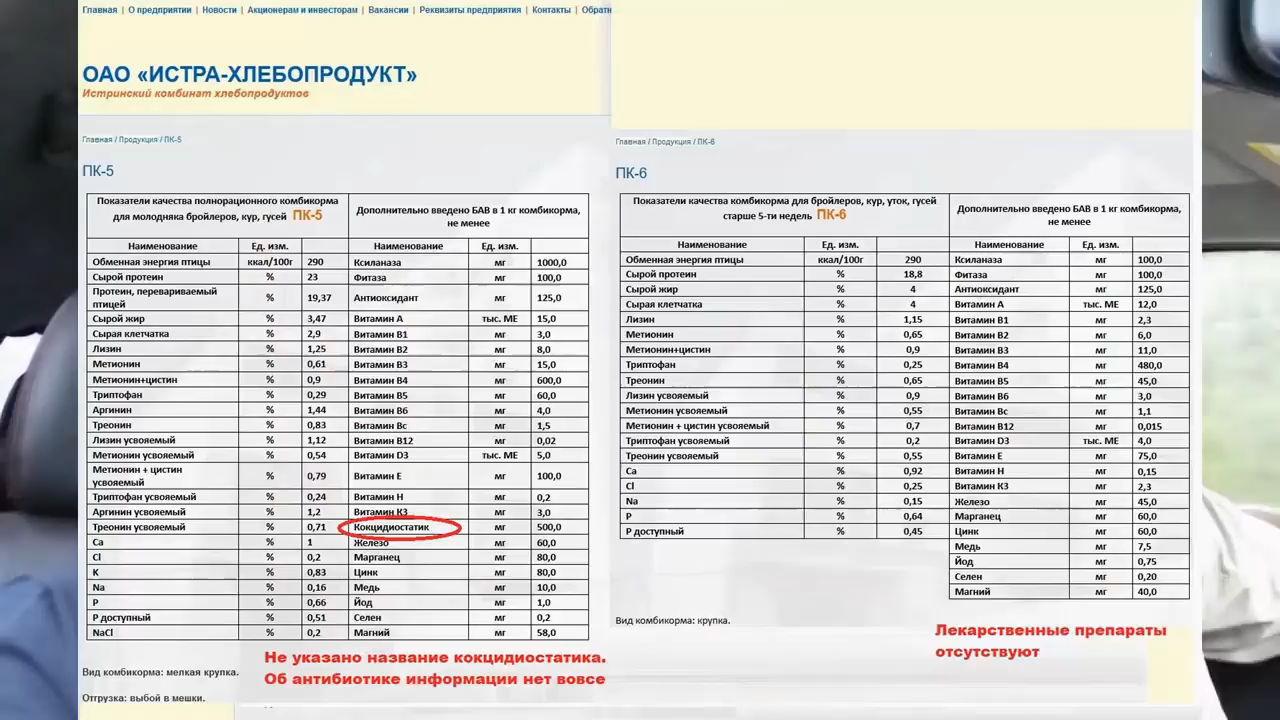 Главная | О предприятии | Новости | Акционерам и инвесторам | Вакансии | Реквизиты предприятия | Контакты | Обратн
ОАО «ИСТРА-ХЛЕБОПРОДУКТ»
Истринский комбинат хлебопродуктов
Главная / Продукция / ПК-5
ПК-5
Показатели качества полнорационного комбикорма для молодняка бройлеров, кур, гусей ПК-5
Дополнительно введено БАВ в 1 кг комбикорма, не менее
Наименование Ед. изм. Наименование Ед. изм.
Обменная энергия птицы ккал/100г 290 Ксиланаза мг 1000,0
Сырой протеин % 23 Фитаза мг 100,0
Протеин, перевариваемый птицей % 19,37 Антиоксидант мг 125,0
Сырой жир % 3,47 Витамин А тыс. МЕ 15,0
Сырая клетчатка % 2,9 Витамин В1 мг 3,0
Лизин % 1,25 Витамин В2 мг 8,0
Метионин % 0,61 Витамин В3 мг 15,0
Метионин+цистин % 0,9 Витамин В4 мг 600,0
Триптофан % 0,29 Витамин В5 мг 60,0
Аргинин % 1,44 Витамин В6 мг 4,0
Треонин % 0,83 Витамин Вс мг 1,5
Лизин усвояемый % 1,12 Витамин В12 мг 0,02
Метионин усвояемый % 0,54 Витамин D3 тыс. МЕ 5,0
Метионин + цистин усвояемый % 0,79 Витамин Е мг 100,0
Триптофан усвояемый % 0,24 Витамин Н мг 0,2
Аргинин усвояемый % 1,2 Витамин К3 мг 3,0
Треонин усвояемый % 0,71 Кокцидиостатик мг 500,0
Ca % 1 Железо мг 60,0
Cl % 0,2 Марганец мг 80,0
K % 0,83 Цинк мг 80,0
Na % 0,16 Медь мг 10,0
P % 0,66 Йод мг 1,0
P доступный % 0,51 Селен мг 0,2
NaCl % 0,2 Магний мг 58,0
Вид комбикорма: мелкая крупка.
Отгрузка: выбой в мешки.
Не указано название кокцидиостатика.
Об антибиотике информации нет вовсе
Главная / Продукция / ПК-6
ПК-6
Показатели качества комбикорма для бройлеров, кур, уток, гусей старше 5-ти недель ПК-6
Дополнительно введено БАВ в 1 кг комбикорма, не менее
Наименование Ед. изм. Наименование Ед. изм.
Обменная энергия птицы ккал/100г 290 Ксиланаза мг 100,0
Сырой протеин % 18,8 Фитаза мг 100,0
Сырой жир % 4 Антиоксидант мг 125,0
Сырая клетчатка % 4 Витамин А тыс. МЕ 12,0
Лизин % 1,15 Витамин В1 мг 2,3
Метионин % 0,65 Витамин В2 мг 6,0
Метионин+цистин % 0,9 Витамин В3 мг 11,0
Триптофан % 0,25 Витамин В4 мг 480,0
Треонин % 0,65 Витамин В5 мг 45,0
Лизин усвояемый % 0,9 Витамин В6 мг 3,0
Метионин усвояемый % 0,55 Витамин Вс мг 1,1
Метионин + цистин усвояемый % 0,7 Витамин В12 мг 0,015
Триптофан усвояемый % 0,2 Витамин D3 тыс. МЕ 4,0
Треонин усвояемый % 0,55 Витамин Е мг 75,0
Ca % 0,92 Витамин Н мг 0,15
Cl % 0,25 Витамин К3 мг 2,3
Na % 0,15 Железо мг 45,0
P % 0,64 Марганец мг 60,0
P доступный % 0,45 Цинк мг 60,0
Медь мг 7,5
Йод мг 0,75
Селен мг 0,20
Магний мг 40,0
Вид комбикорма: крупка.
Лекарственные препараты
отсутствуют